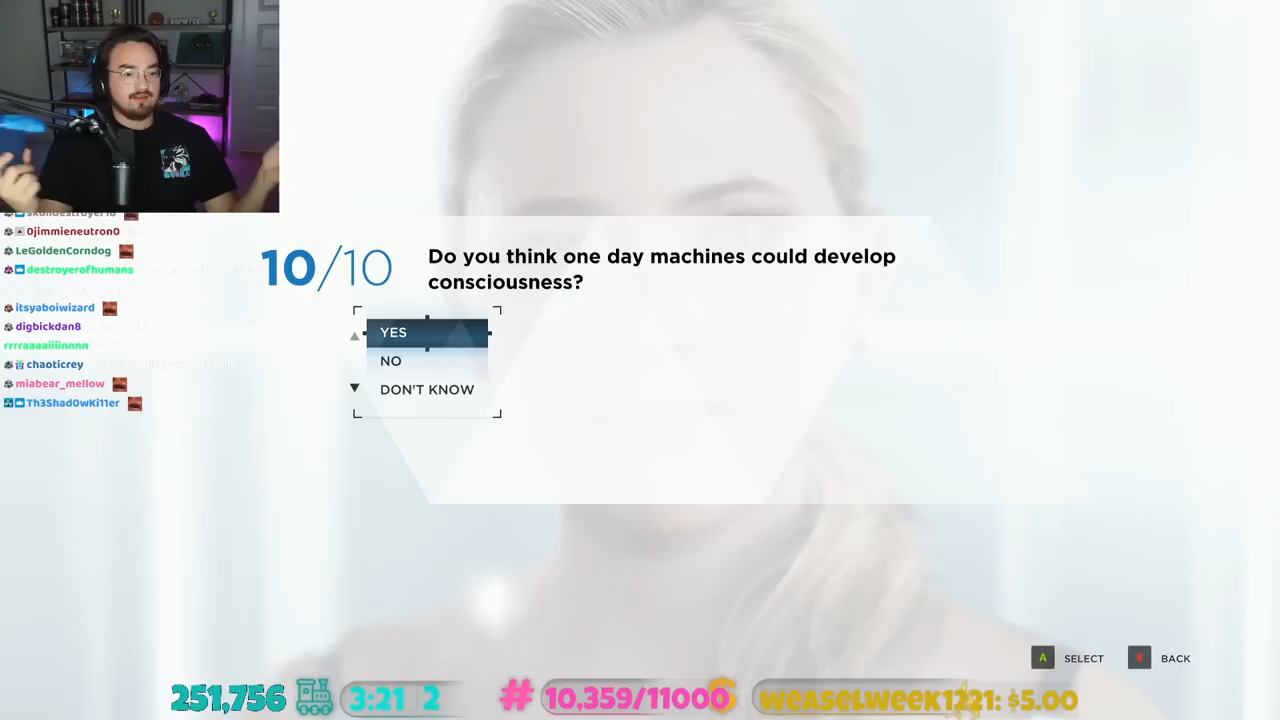 0jimmieneutron0
LeGoldenCorndog
destroyerofhumans
itsyaboiwizard
digbickdan8
rrrraaaaiiiinnnn
chaoticrey
miabear_mellow
Th3Shad0wKi11er
10/10
Do you think one day machines could develop
consciousness?
YES
NO
DON'T KNOW
A SELECT
BACK
251,756
3:21 2
# 10,359/11000
WEASELWEEK1221: $5.00